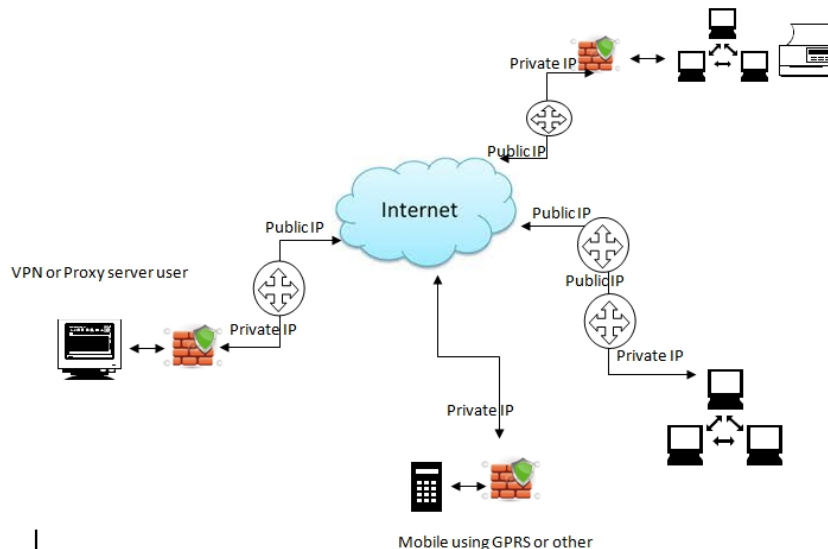 Private IP
Public IP
Internet
Public IP
Public IP
VPN or Proxy server user
Public IP
Private IP
Private IP
Private IP
Mobile using GPRS or other